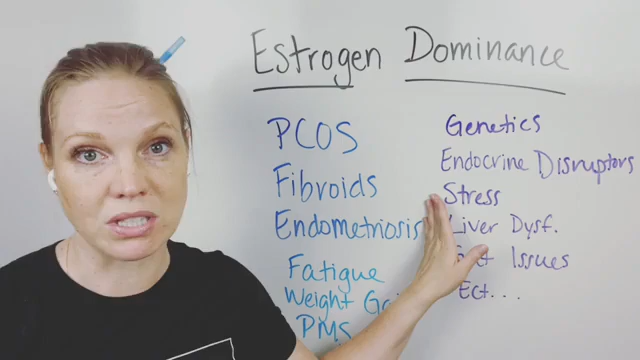 Estrogen Dominance
PCOS
Fibroids
Endometriosis
Fatigue
Weight
PMS
Genetics
Endocrine Disruptors
Stress
Liver Dysf.
Issues
Ect...